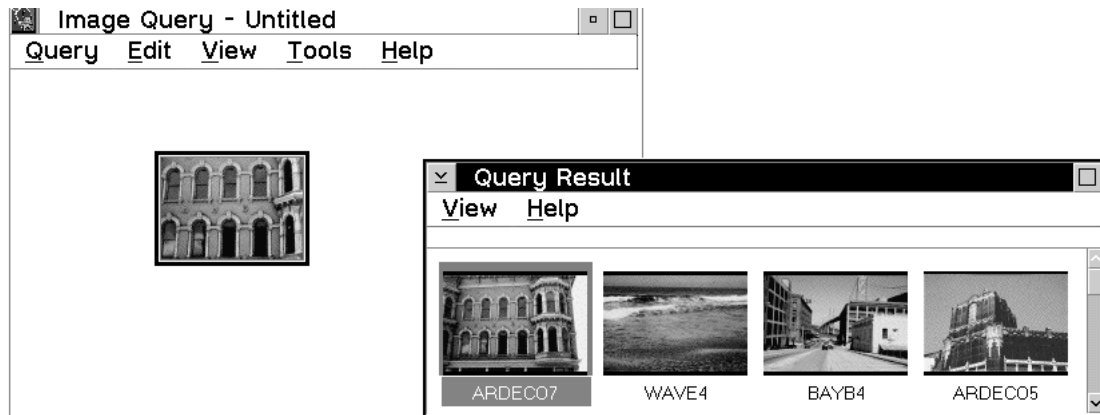 Image Query - Untitled
Query Edit View Tools Help
Query Result
View Help
ARDECO7 WAVE4 BAYB4 ARDECO5